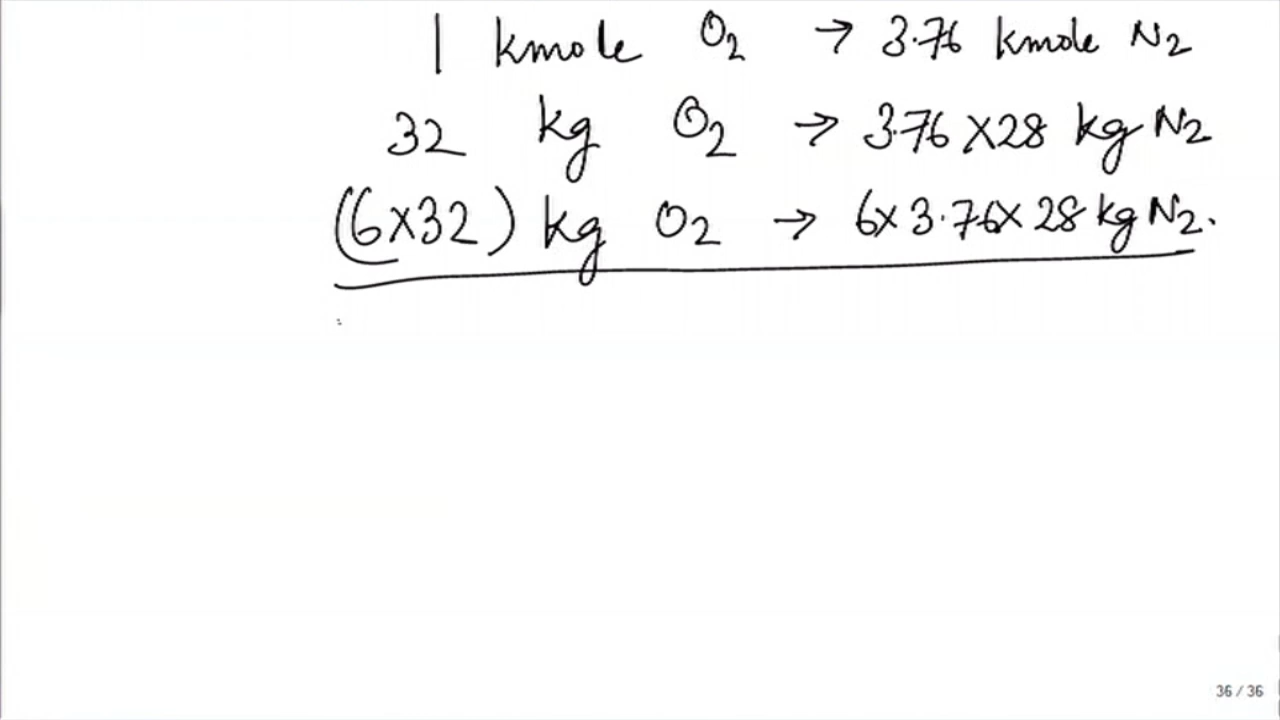 1 kmole O2 → 3.76 kmole N2
32 kg O2 → 3.76 X 28 kg N2
(6x32) kg O2 → 6x 3.76x 28 kg N2.
36 / 36